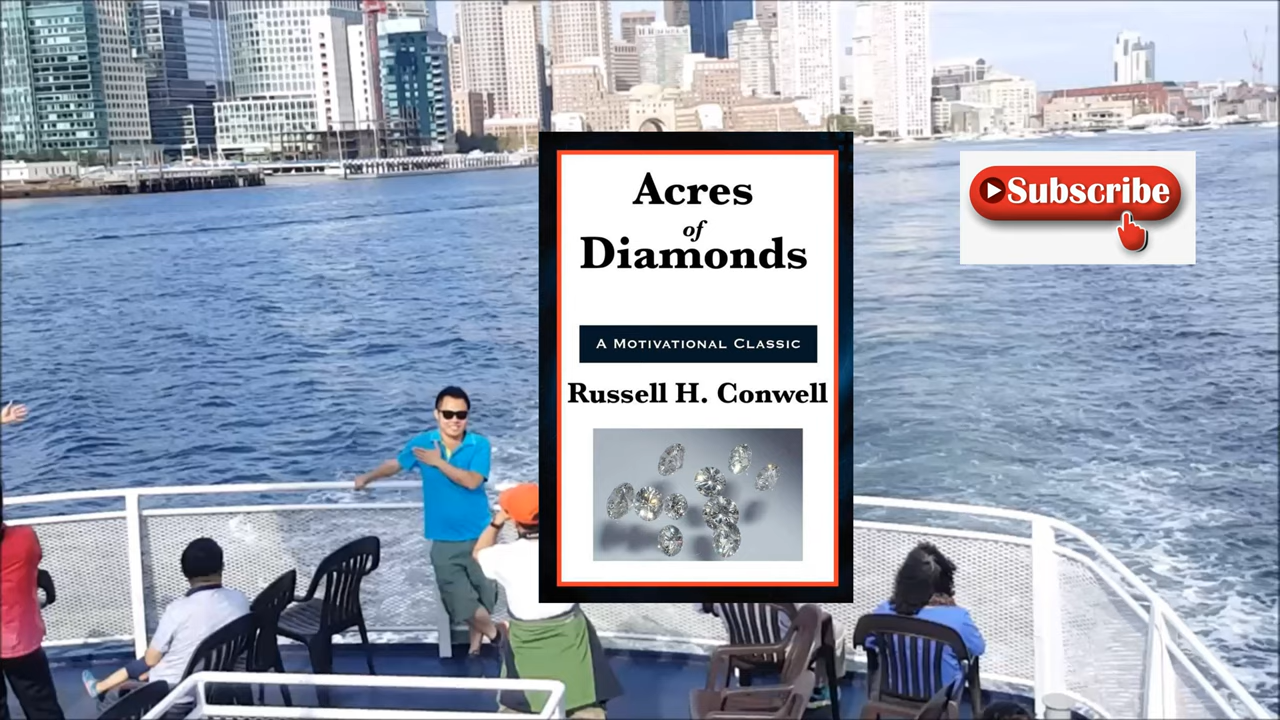 Acres
of
Diamonds
A Motivational Classic
Russell H. Conwell
Subscribe